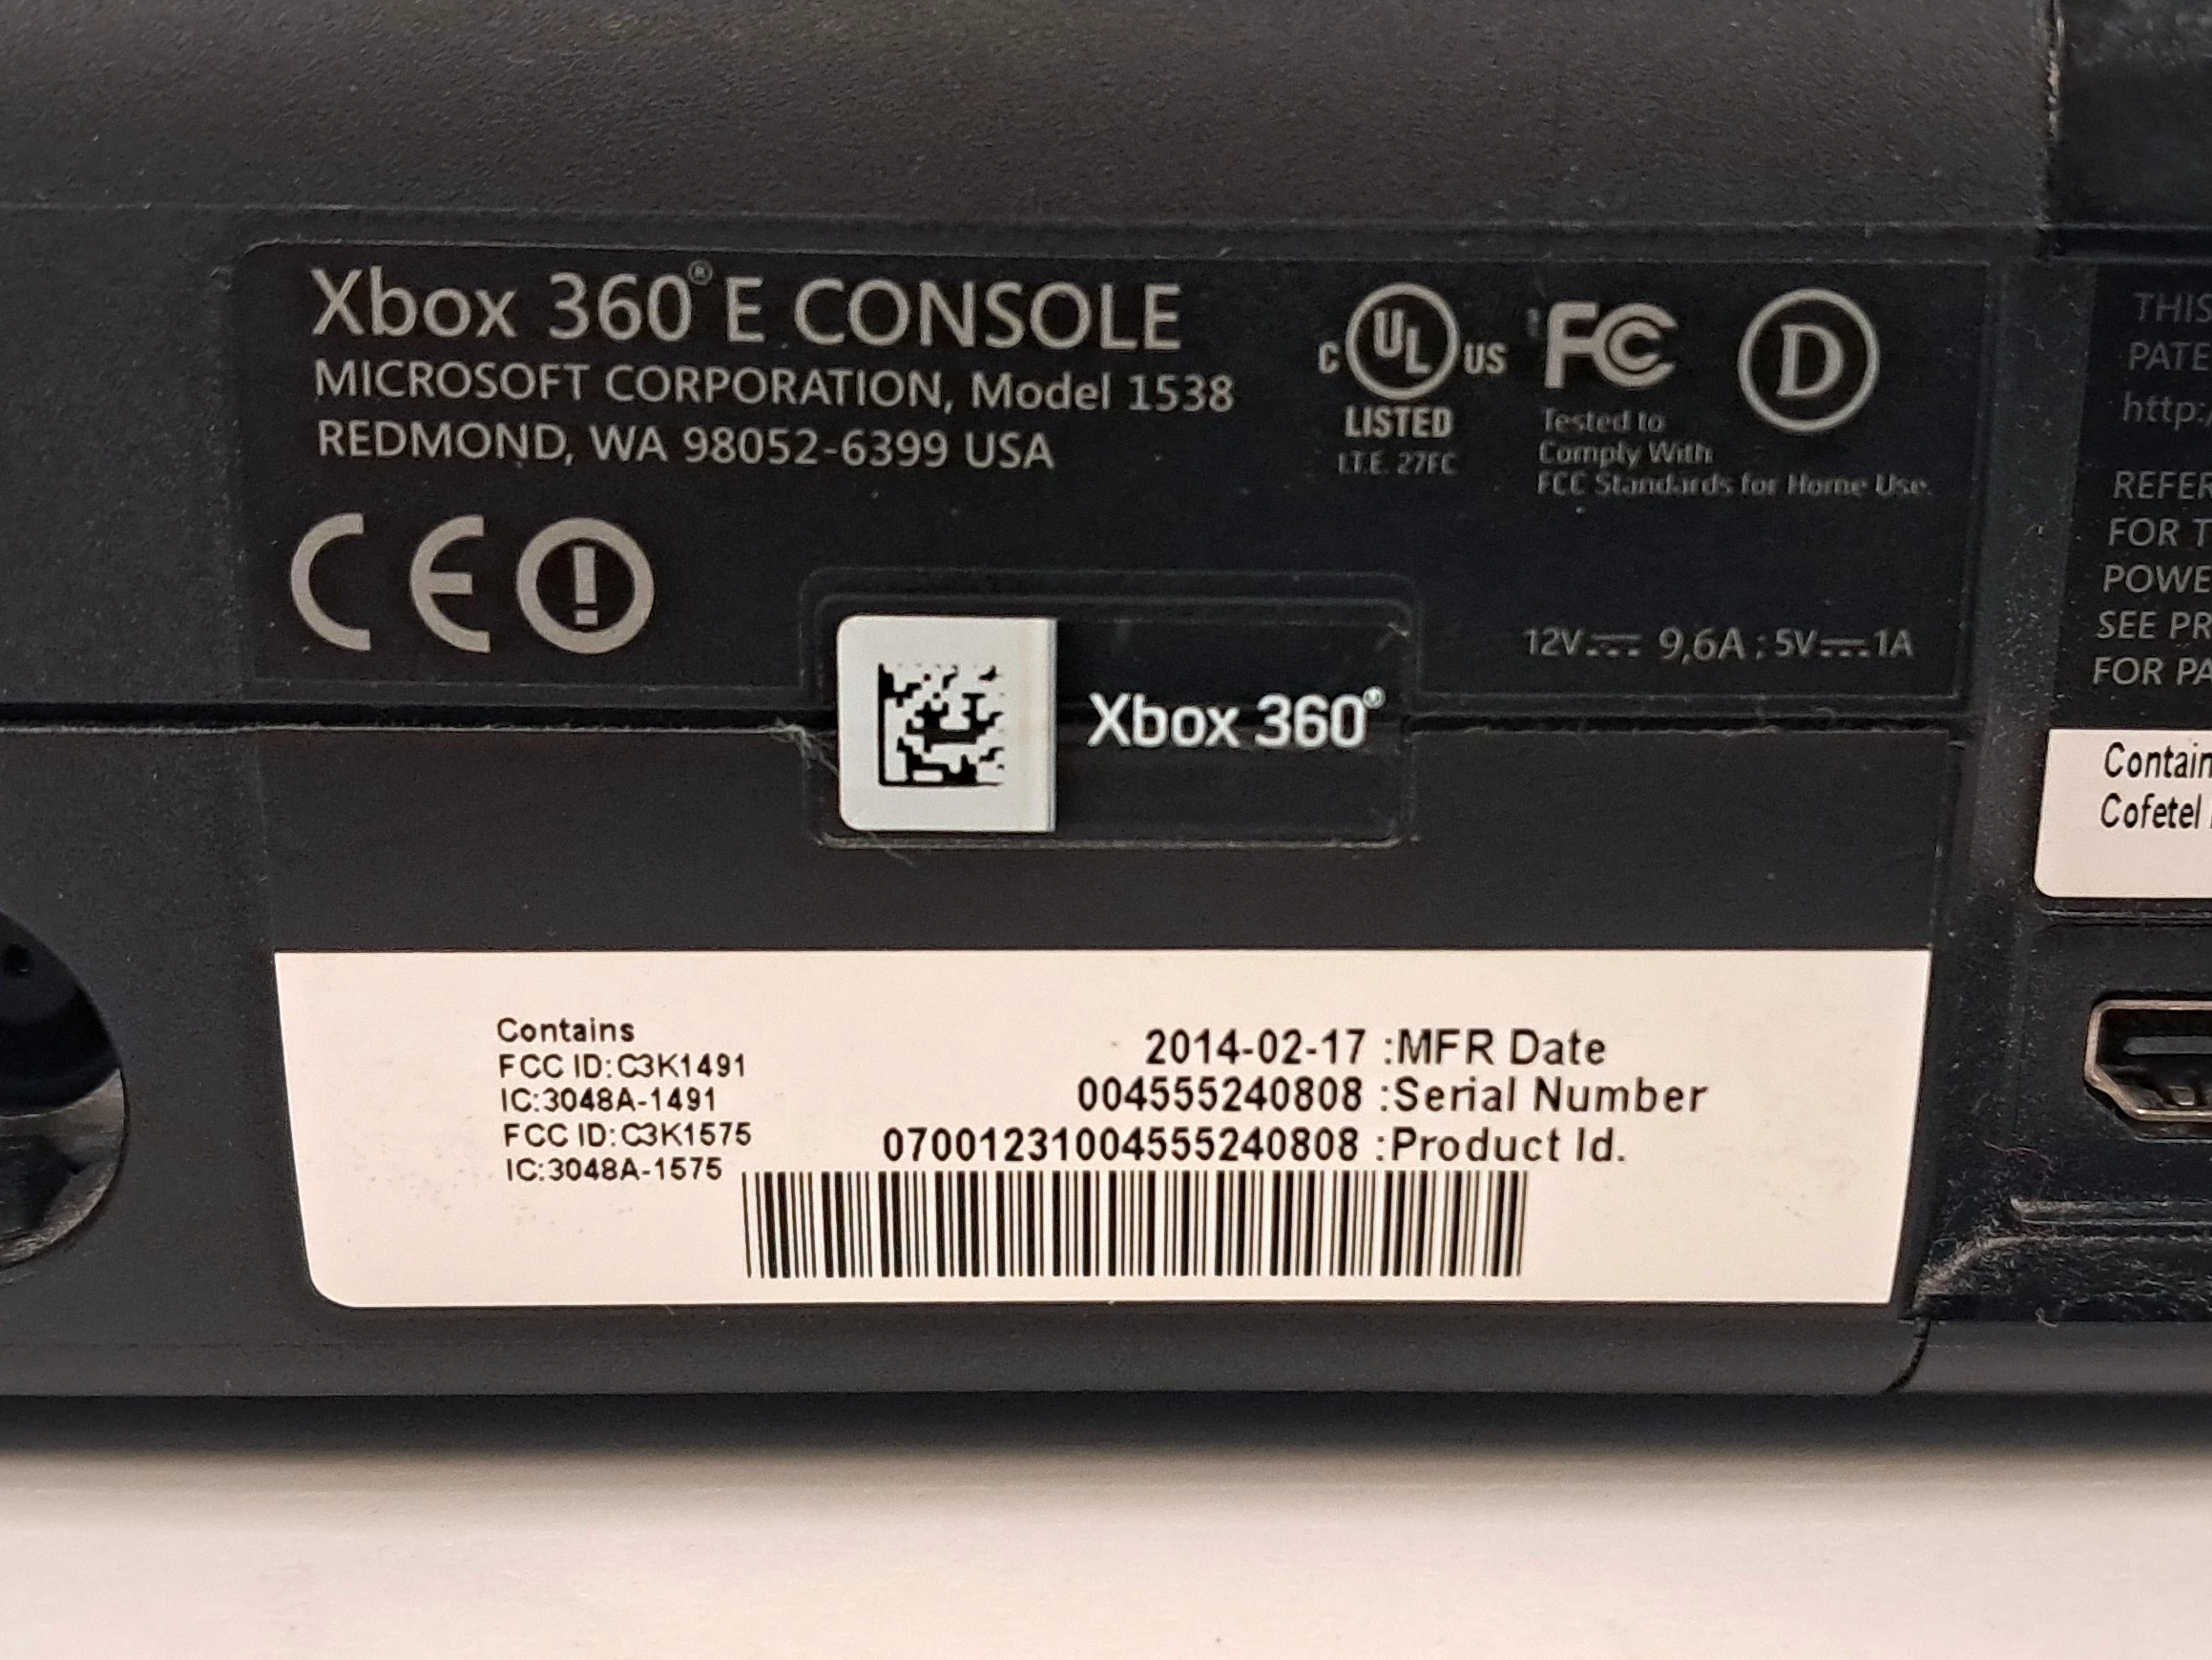 Xbox 360® E CONSOLE
MICROSOFT CORPORATION, Model 1538
REDMOND, WA 98052-6399 USA
C UL US
LISTED
I.T.E. 27FC
FC
Tested to
Comply With
FCC Standards for Home Use.
D
CE
12V⎓ 9,6A ; 5V⎓1A
Xbox 360®
Contains
FCC ID:C3K1491
IC:3048A-1491
FCC ID:C3K1575
IC:3048A-1575
2014-02-17 :MFR Date
004555240808 :Serial Number
07001231004555240808 :Product Id.
THIS
PATE
http:
REFER
FOR T
POWE
SEE PR
FOR PA
Contain
Cofetel